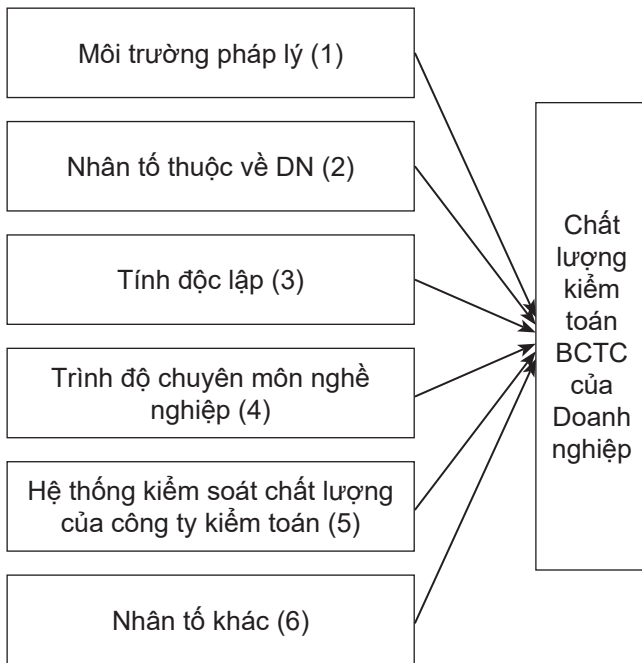 Môi trường pháp lý (1)
Nhân tố thuộc về DN (2)
Tính độc lập (3)
Trình độ chuyên môn nghề
nghiệp (4)
Hệ thống kiểm soát chất lượng
của công ty kiểm toán (5)
Nhân tố khác (6)
Chất
lượng
kiểm
toán
BCTC
của
Doanh
nghiệp